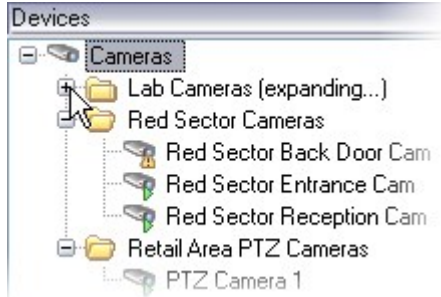 Devices
Cameras
Lab Cameras (expanding...)
Red Sector Cameras
Red Sector Back Door Cam
Red Sector Entrance Cam
Red Sector Reception Cam
Retail Area PTZ Cameras
PTZ Camera 1